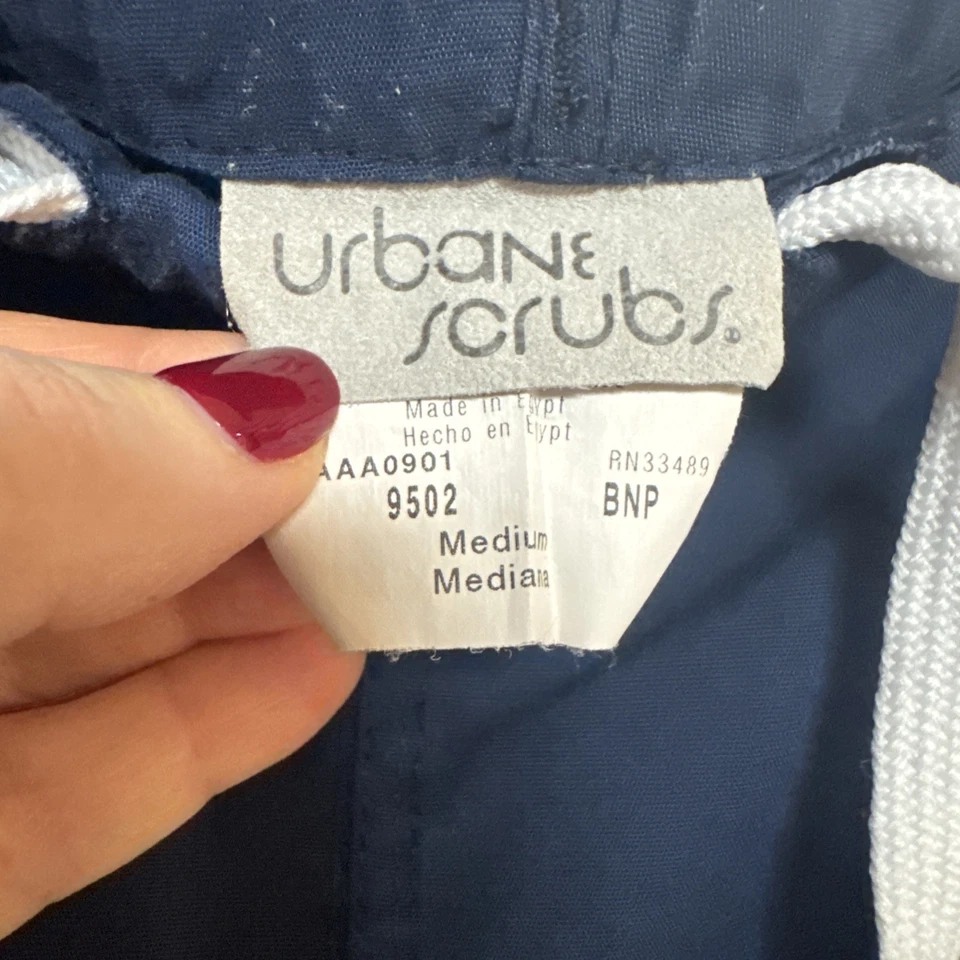 urbane
scrubs®
Made in Egypt
Hecho en Egypt
AAA0901 RN33489
9502 BNP
Medium
Mediana